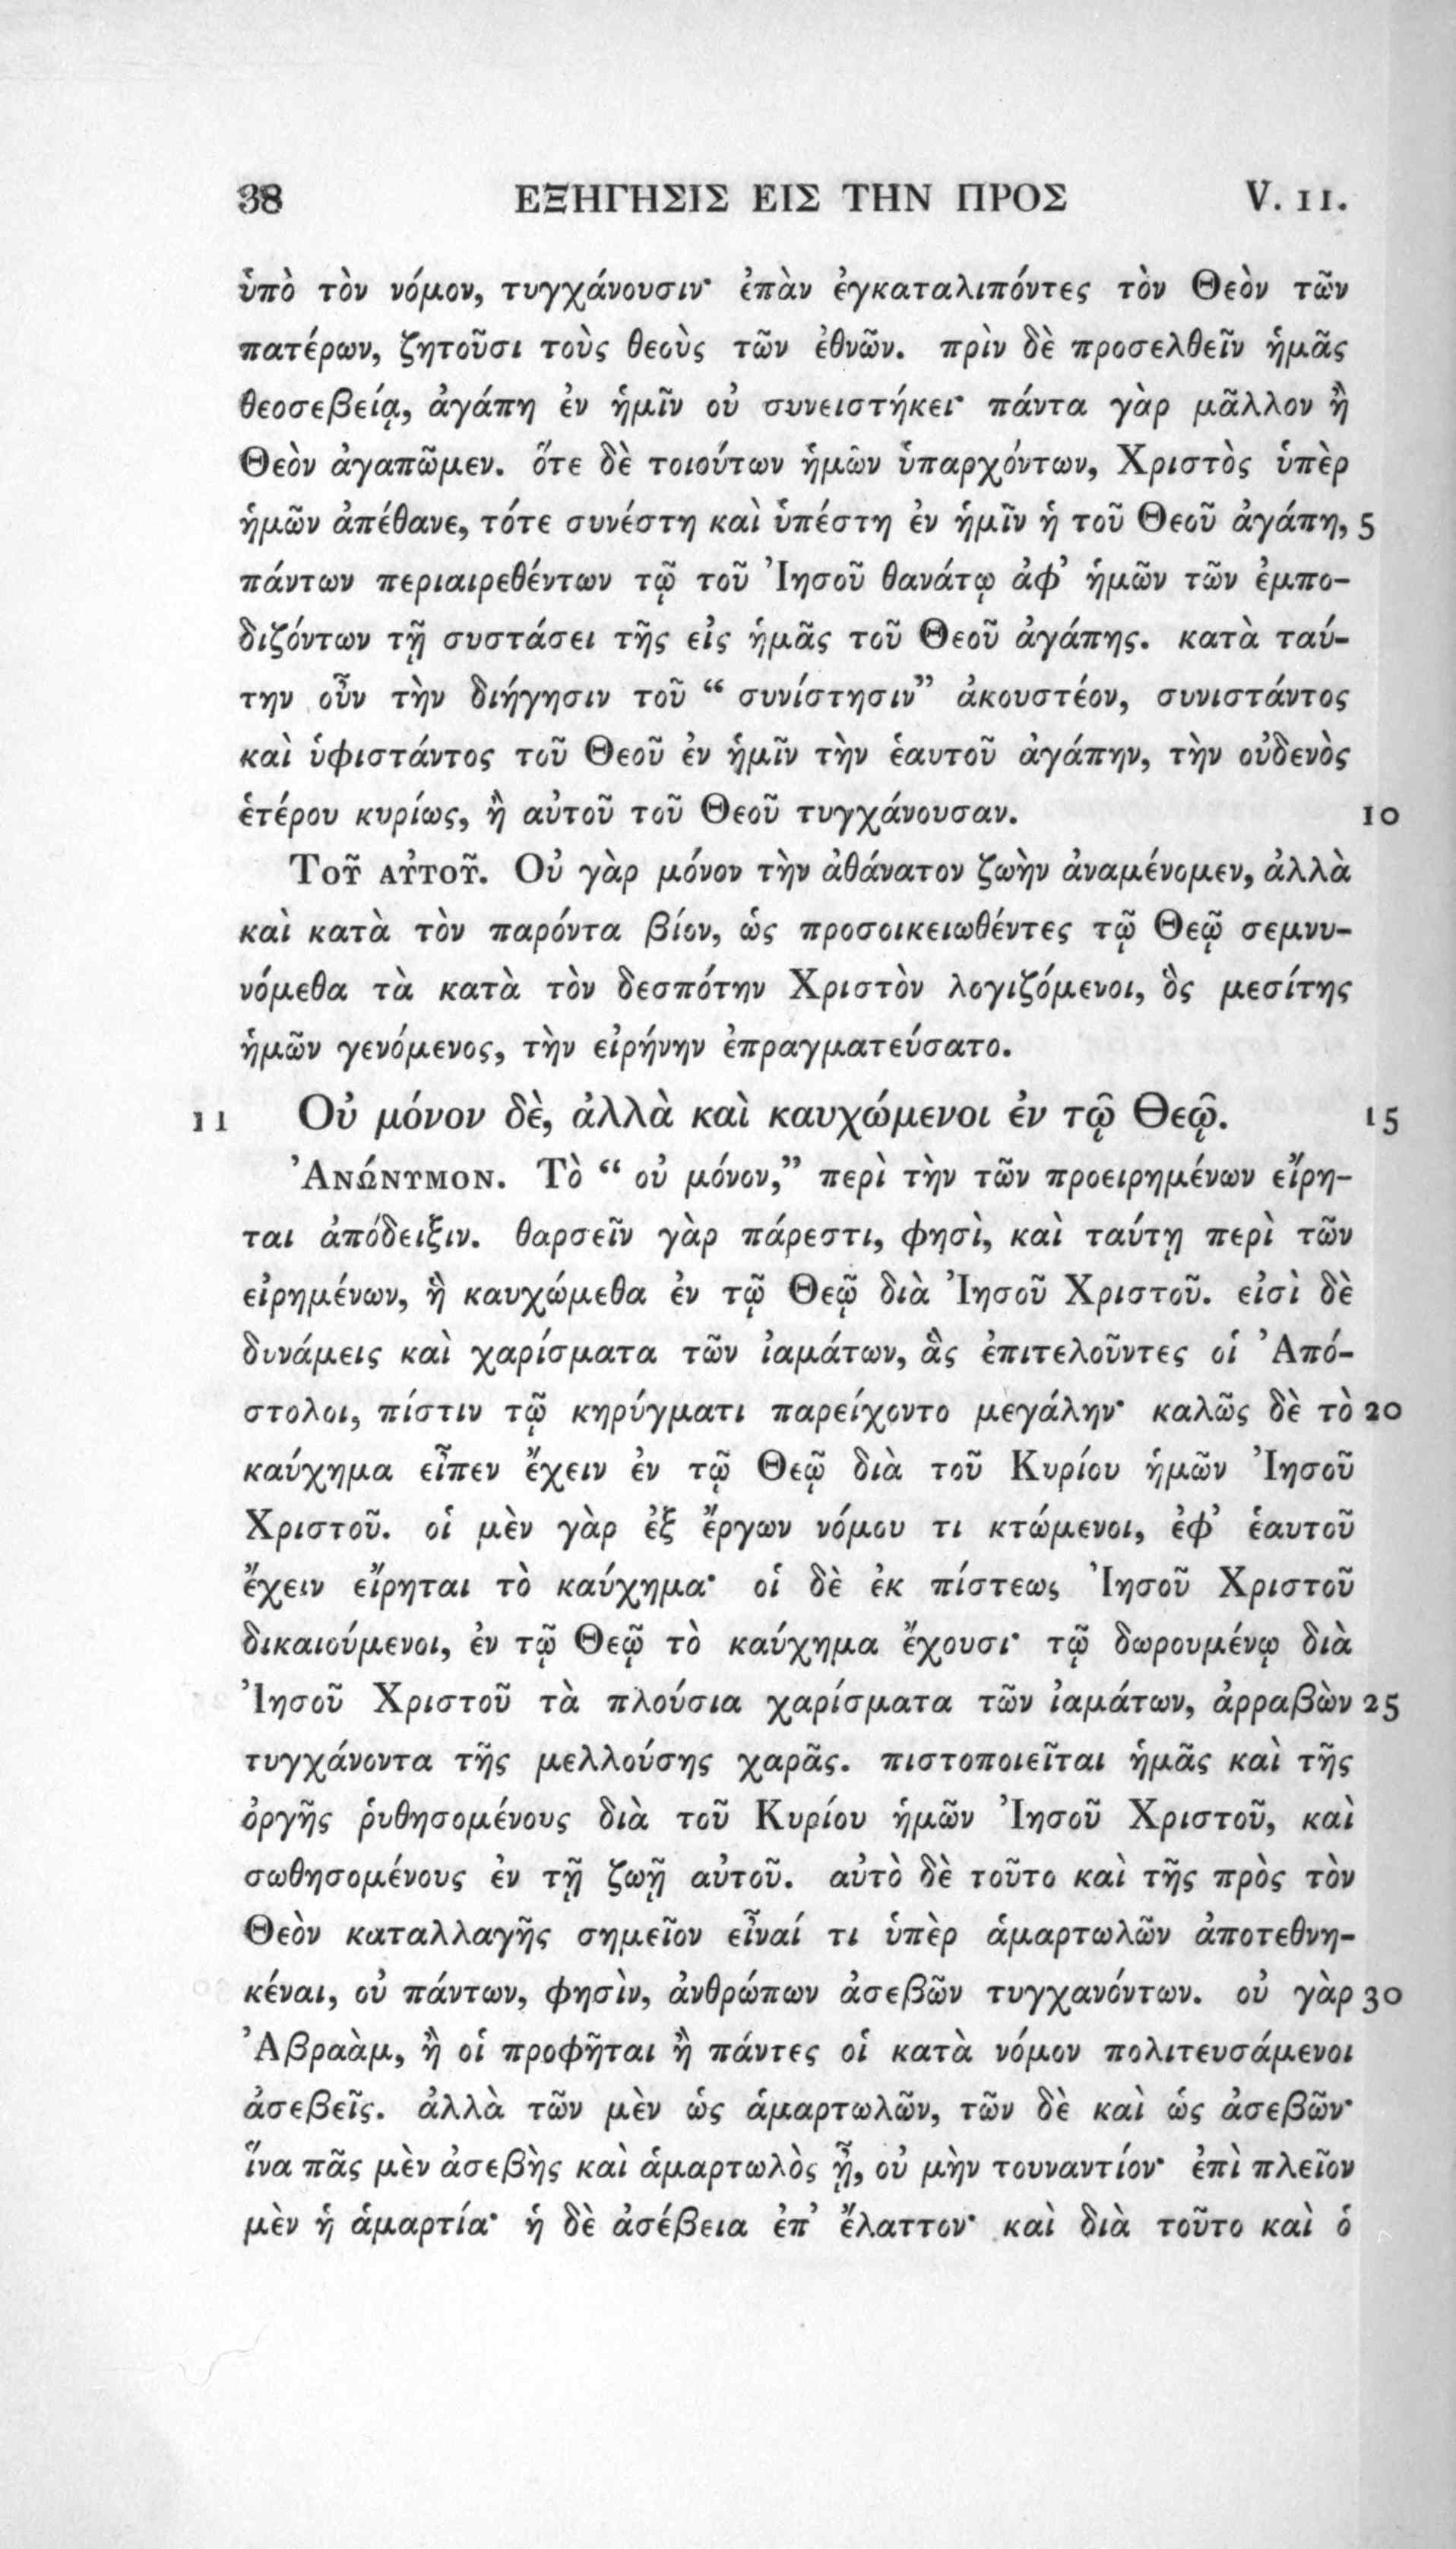 38 ΕΞΗΓΗΣΙΣ ΕΙΣ ΤΗΝ ΠΡΟΣ V. 11.
ὑπὸ τὸν νόμον, τυγχάνουσιν· ἐπὰν ἐγκαταλιπόντες τὸν Θεὸν τῶν
πατέρων, ζητοῦσι τοὺς θεοὺς τῶν ἐθνῶν. πρὶν δὲ προσελθεῖν ἡμᾶς
θεοσεβείᾳ, ἀγάπη ἐν ἡμῖν οὐ συνειστήκει· πάντα γὰρ μᾶλλον ἢ
Θεὸν ἀγαπῶμεν. ὅτε δὲ τοιούτων ἡμῶν ὑπαρχόντων, Χριστὸς ὑπὲρ
ἡμῶν ἀπέθανε, τότε συνέστη καὶ ὑπέστη ἐν ἡμῖν ἡ τοῦ Θεοῦ ἀγάπη, 5
πάντων περιαιρεθέντων τῷ τοῦ Ἰησοῦ θανάτῳ ἀφ’ ἡμῶν τῶν ἐμπο-
διζόντων τῇ συστάσει τῆς εἰς ἡμᾶς τοῦ Θεοῦ ἀγάπης. κατὰ ταύ-
την οὖν τὴν διήγησιν τοῦ “ συνίστησιν” ἀκουστέον, συνιστάντος
καὶ ὑφιστάντος τοῦ Θεοῦ ἐν ἡμῖν τὴν ἑαυτοῦ ἀγάπην, τὴν οὐδενὸς
ἑτέρου κυρίως, ἢ αὐτοῦ τοῦ Θεοῦ τυγχάνουσαν. 10
Τοῦ αὐτοῦ. Οὐ γὰρ μόνον τὴν ἀθάνατον ζωὴν ἀναμένομεν, ἀλλὰ
καὶ κατὰ τὸν παρόντα βίον, ὡς προσοικειωθέντες τῷ Θεῷ σεμνυ-
νόμεθα τὰ κατὰ τὸν δεσπότην Χριστὸν λογιζόμενοι, ὃς μεσίτης
ἡμῶν γενόμενος, τὴν εἰρήνην ἐπραγματεύσατο.
11 Οὐ μόνον δὲ, ἀλλὰ καὶ καυχώμενοι ἐν τῷ Θεῷ. 15
Ἀνώνυμον. Τὸ “ οὐ μόνον,” περὶ τὴν τῶν προειρημένων εἴρη-
ται ἀπόδειξιν. θαρσεῖν γὰρ πάρεστι, φησὶ, καὶ ταύτῃ περὶ τῶν
εἰρημένων, ἢ καυχώμεθα ἐν τῷ Θεῷ διὰ Ἰησοῦ Χριστοῦ. εἰσὶ δὲ
δυνάμεις καὶ χαρίσματα τῶν ἰαμάτων, ἃς ἐπιτελοῦντες οἱ Ἀπό-
στολοι, πίστιν τῷ κηρύγματι παρείχοντο μεγάλην· καλῶς δὲ τὸ 20
καύχημα εἶπεν ἔχειν ἐν τῷ Θεῷ διὰ τοῦ Κυρίου ἡμῶν Ἰησοῦ
Χριστοῦ. οἱ μὲν γὰρ ἐξ ἔργων νόμου τι κτώμενοι, ἐφ’ ἑαυτοῦ
ἔχειν εἴρηται τὸ καύχημα· οἱ δὲ ἐκ πίστεως Ἰησοῦ Χριστοῦ
δικαιούμενοι, ἐν τῷ Θεῷ τὸ καύχημα ἔχουσι· τῷ δωρουμένῳ διὰ
Ἰησοῦ Χριστοῦ τὰ πλούσια χαρίσματα τῶν ἰαμάτων, ἀρραβὼν 25
τυγχάνοντα τῆς μελλούσης χαρᾶς. πιστοποιεῖται ἡμᾶς καὶ τῆς
ὀργῆς ῥυθησομένους διὰ τοῦ Κυρίου ἡμῶν Ἰησοῦ Χριστοῦ, καὶ
σωθησομένους ἐν τῇ ζωῇ αὐτοῦ. αὐτὸ δὲ τοῦτο καὶ τῆς πρὸς τὸν
Θεὸν καταλλαγῆς σημεῖον εἶναί τι ὑπὲρ ἁμαρτωλῶν ἀποτεθνη-
κέναι, οὐ πάντων, φησὶν, ἀνθρώπων ἀσεβῶν τυγχανόντων. οὐ γὰρ 30
Ἀβραὰμ, ἢ οἱ προφῆται ἢ πάντες οἱ κατὰ νόμον πολιτευσάμενοι
ἀσεβεῖς. ἀλλὰ τῶν μὲν ὡς ἁμαρτωλῶν, τῶν δὲ καὶ ὡς ἀσεβῶν·
ἵνα πᾶς μὲν ἀσεβὴς καὶ ἁμαρτωλὸς ᾖ, οὐ μὴν τουναντίον· ἐπὶ πλεῖον
μὲν ἡ ἁμαρτία· ἡ δὲ ἀσέβεια ἐπ’ ἔλαττον· καὶ διὰ τοῦτο καὶ ὁ